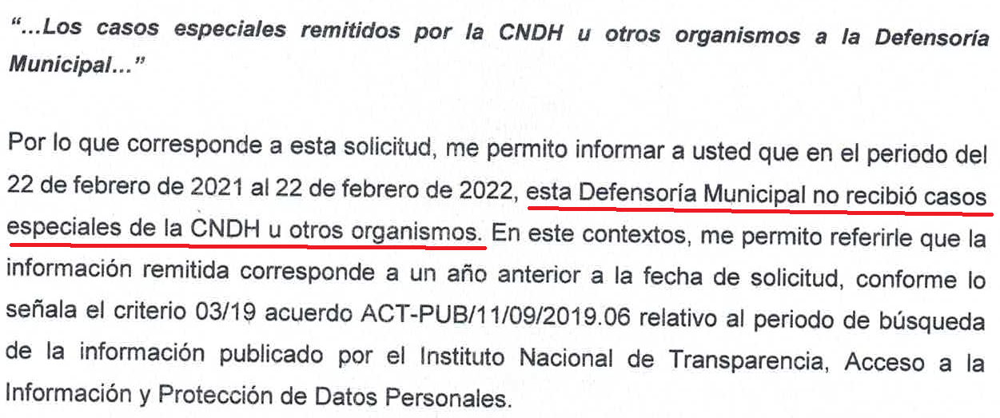 “...Los casos especiales remitidos por la CNDH u otros organismos a la Defensoría
Municipal...”
Por lo que corresponde a esta solicitud, me permito informar a usted que en el periodo del
22 de febrero de 2021 al 22 de febrero de 2022, esta Defensoría Municipal no recibió casos
especiales de la CNDH u otros organismos. En este contextos, me permito referirle que la
información remitida corresponde a un año anterior a la fecha de solicitud, conforme lo
señala el criterio 03/19 acuerdo ACT-PUB/11/09/2019.06 relativo al periodo de búsqueda
de la información publicado por el Instituto Nacional de Transparencia, Acceso a la
Información y Protección de Datos Personales.